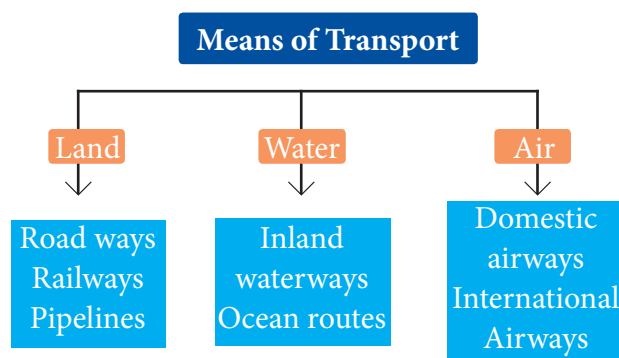 Means of Transport
Land
Water
Air
Road ways
Railways
Pipelines
Inland
waterways
Ocean routes
Domestic
airways
International
Airways